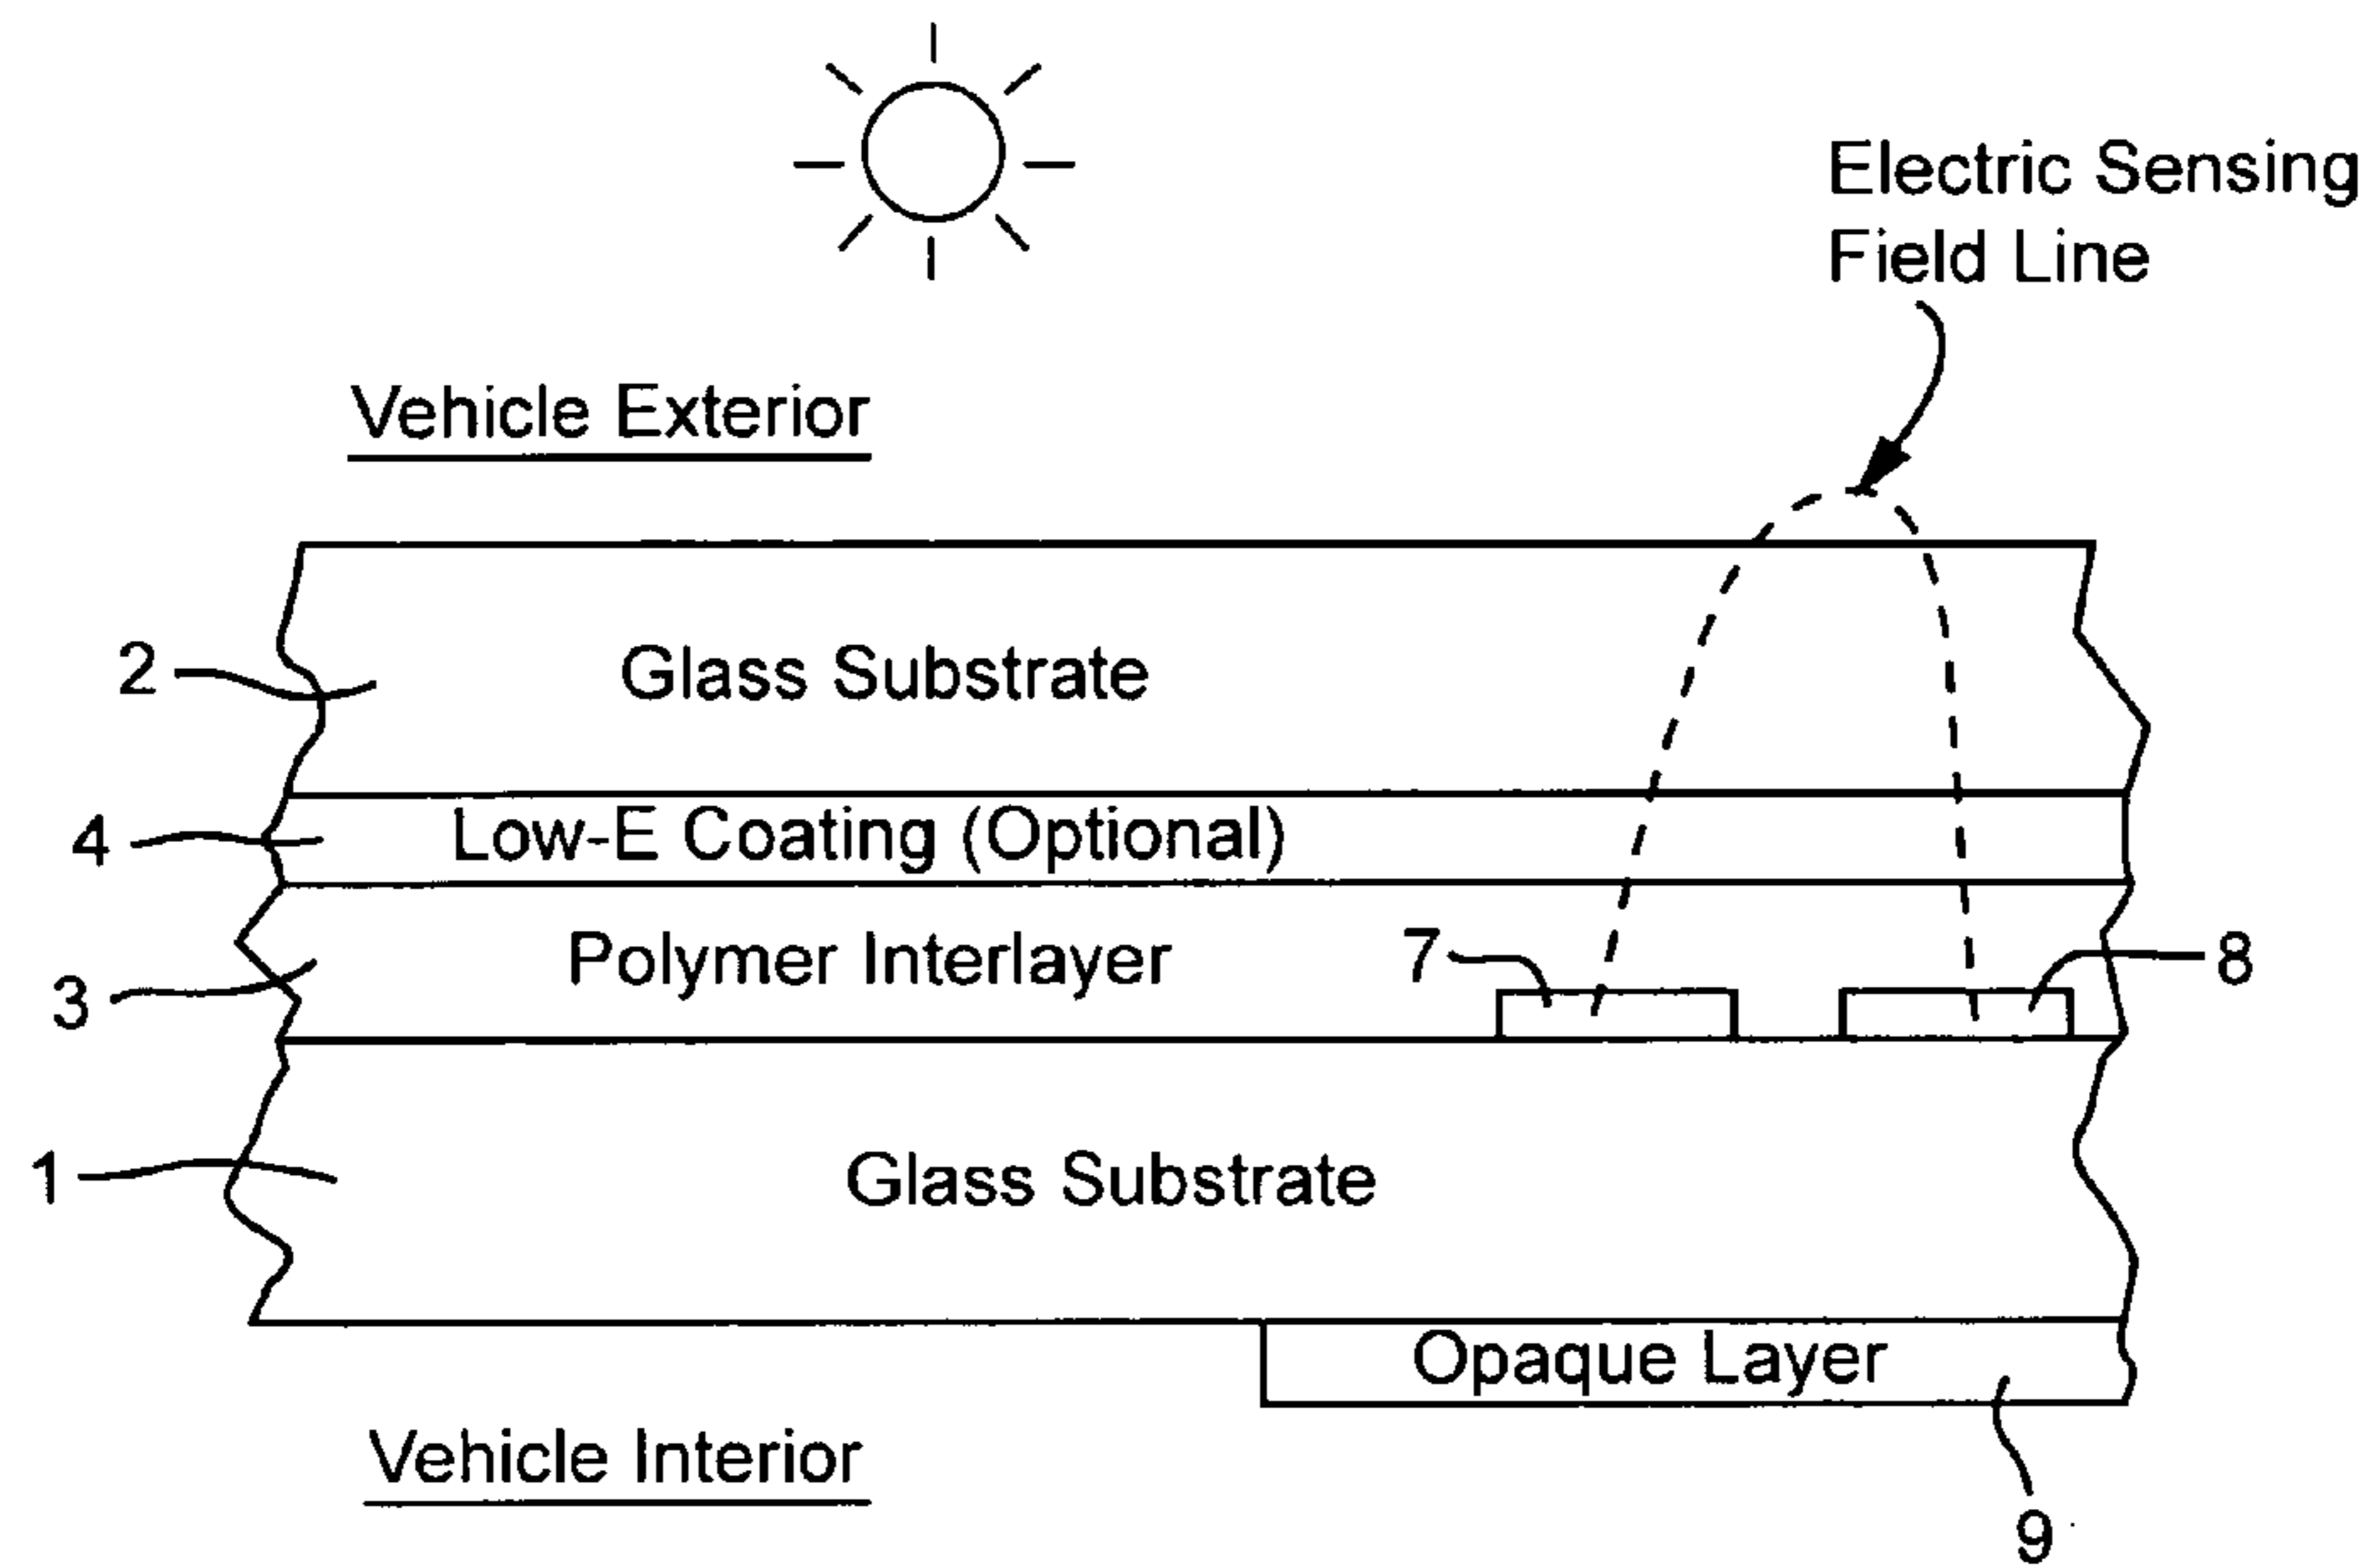 Electric Sensing
Field Line
Vehicle Exterior
2
Glass Substrate
4
Low-E Coating (Optional)
3
Polymer Interlayer
7
8
1
Glass Substrate
Opaque Layer
Vehicle Interior
9